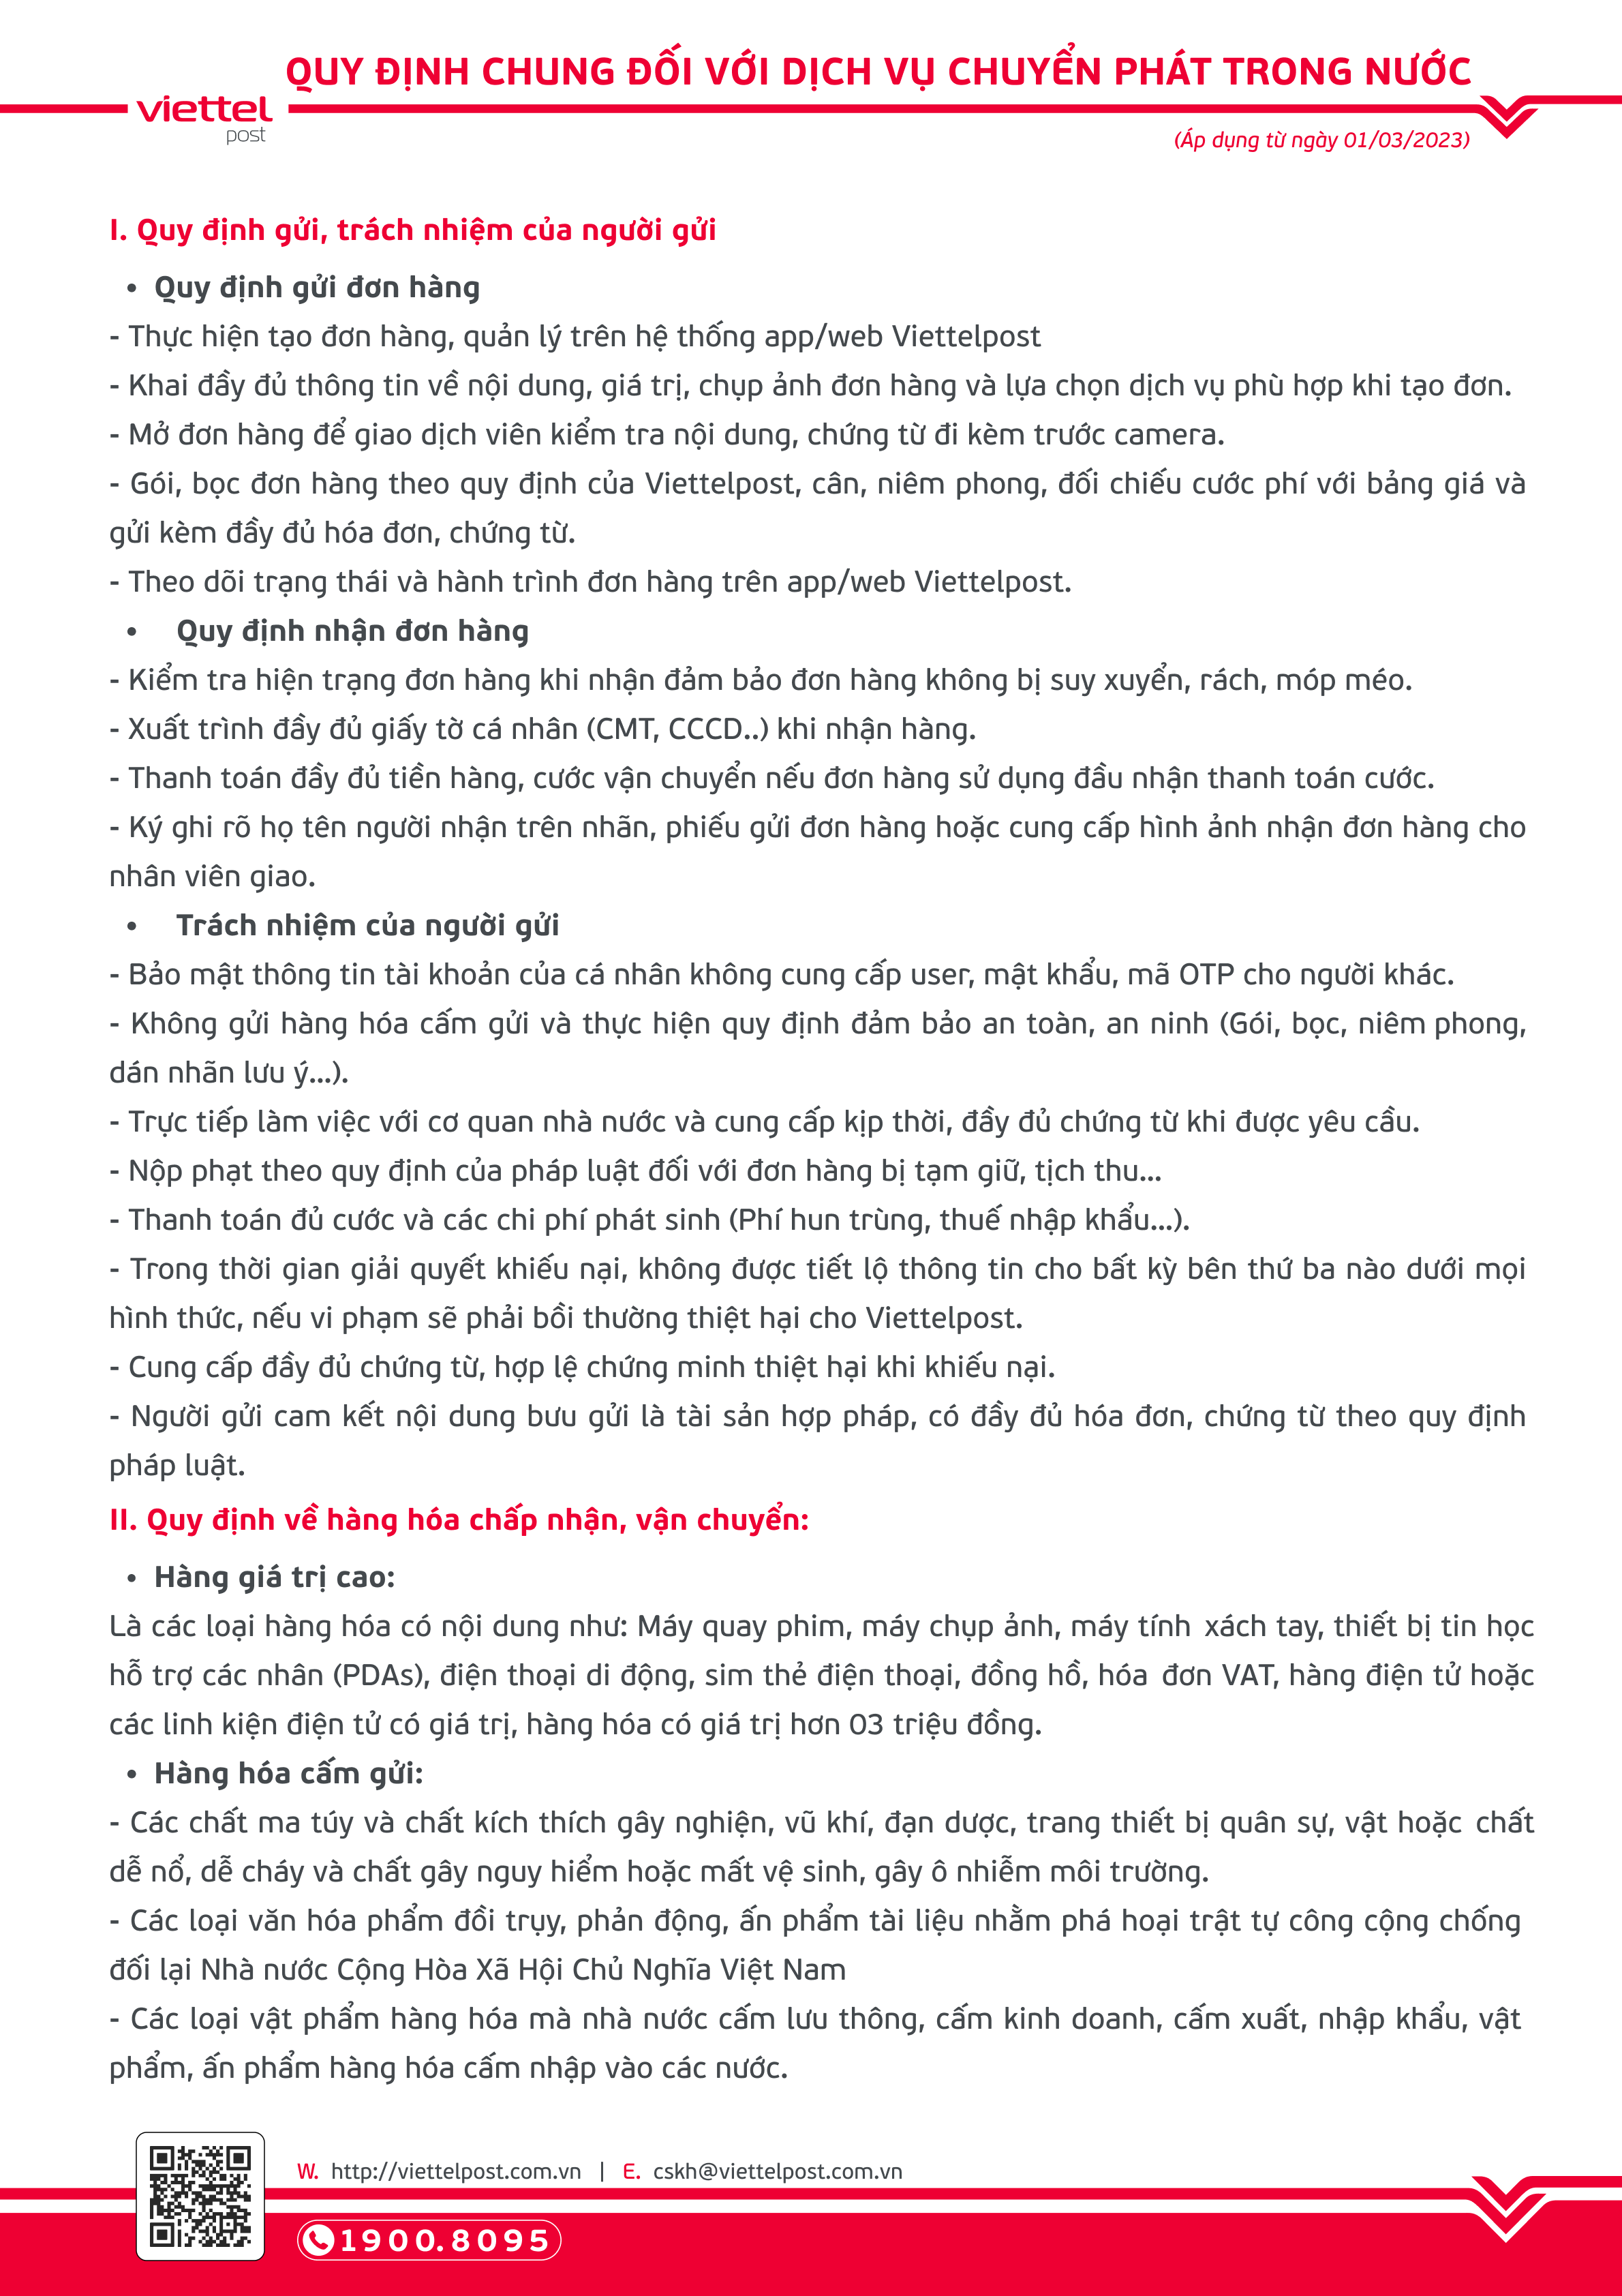 QUY ĐỊNH CHUNG ĐỐI VỚI DỊCH VỤ CHUYỂN PHÁT TRONG NƯỚC
viettel
post
(Áp dụng từ ngày 01/03/2023)
I. Quy định gửi, trách nhiệm của người gửi
• Quy định gửi đơn hàng
- Thực hiện tạo đơn hàng, quản lý trên hệ thống app/web Viettelpost
- Khai đầy đủ thông tin về nội dung, giá trị, chụp ảnh đơn hàng và lựa chọn dịch vụ phù hợp khi tạo đơn.
- Mở đơn hàng để giao dịch viên kiểm tra nội dung, chứng từ đi kèm trước camera.
- Gói, bọc đơn hàng theo quy định của Viettelpost, cân, niêm phong, đối chiếu cước phí với bảng giá và
gửi kèm đầy đủ hóa đơn, chứng từ.
- Theo dõi trạng thái và hành trình đơn hàng trên app/web Viettelpost.
• Quy định nhận đơn hàng
- Kiểm tra hiện trạng đơn hàng khi nhận đảm bảo đơn hàng không bị suy xuyển, rách, móp méo.
- Xuất trình đầy đủ giấy tờ cá nhân (CMT, CCCD..) khi nhận hàng.
- Thanh toán đầy đủ tiền hàng, cước vận chuyển nếu đơn hàng sử dụng đầu nhận thanh toán cước.
- Ký ghi rõ họ tên người nhận trên nhãn, phiếu gửi đơn hàng hoặc cung cấp hình ảnh nhận đơn hàng cho
nhân viên giao.
• Trách nhiệm của người gửi
- Bảo mật thông tin tài khoản của cá nhân không cung cấp user, mật khẩu, mã OTP cho người khác.
- Không gửi hàng hóa cấm gửi và thực hiện quy định đảm bảo an toàn, an ninh (Gói, bọc, niêm phong,
dán nhãn lưu ý...).
- Trực tiếp làm việc với cơ quan nhà nước và cung cấp kịp thời, đầy đủ chứng từ khi được yêu cầu.
- Nộp phạt theo quy định của pháp luật đối với đơn hàng bị tạm giữ, tịch thu...
- Thanh toán đủ cước và các chi phí phát sinh (Phí hun trùng, thuế nhập khẩu...).
- Trong thời gian giải quyết khiếu nại, không được tiết lộ thông tin cho bất kỳ bên thứ ba nào dưới mọi
hình thức, nếu vi phạm sẽ phải bồi thường thiệt hại cho Viettelpost.
- Cung cấp đầy đủ chứng từ, hợp lệ chứng minh thiệt hại khi khiếu nại.
- Người gửi cam kết nội dung bưu gửi là tài sản hợp pháp, có đầy đủ hóa đơn, chứng từ theo quy định
pháp luật.
II. Quy định về hàng hóa chấp nhận, vận chuyển:
• Hàng giá trị cao:
Là các loại hàng hóa có nội dung như: Máy quay phim, máy chụp ảnh, máy tính xách tay, thiết bị tin học
hỗ trợ các nhân (PDAs), điện thoại di động, sim thẻ điện thoại, đồng hồ, hóa đơn VAT, hàng điện tử hoặc
các linh kiện điện tử có giá trị, hàng hóa có giá trị hơn 03 triệu đồng.
• Hàng hóa cấm gửi:
- Các chất ma túy và chất kích thích gây nghiện, vũ khí, đạn dược, trang thiết bị quân sự, vật hoặc chất
dễ nổ, dễ cháy và chất gây nguy hiểm hoặc mất vệ sinh, gây ô nhiễm môi trường.
- Các loại văn hóa phẩm đồi trụy, phản động, ấn phẩm tài liệu nhằm phá hoại trật tự công cộng chống
đối lại Nhà nước Cộng Hòa Xã Hội Chủ Nghĩa Việt Nam
- Các loại vật phẩm hàng hóa mà nhà nước cấm lưu thông, cấm kinh doanh, cấm xuất, nhập khẩu, vật
phẩm, ấn phẩm hàng hóa cấm nhập vào các nước.
W. http://viettelpost.com.vn | E. cskh@viettelpost.com.vn
1900.8095